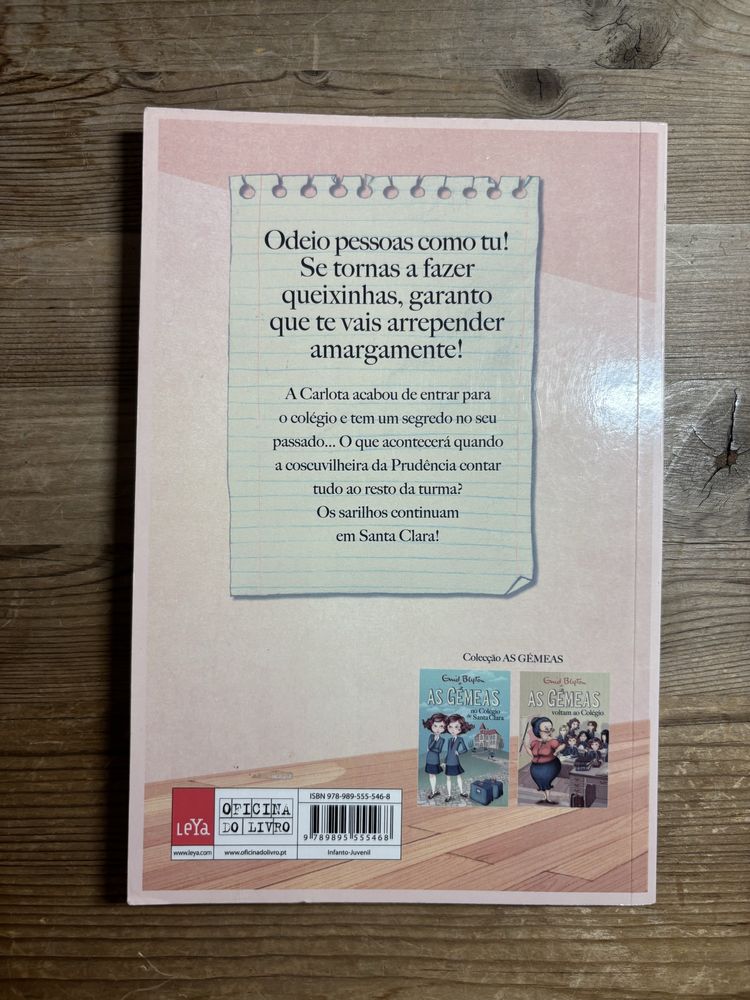 Odeio pessoas como tu!
Se tornas a fazer
queixinhas, garanto
que te vais arrepender
amargamente!
A Carlota acabou de entrar para
o colégio e tem um segredo no seu
passado... O que acontecerá quando
a coscuvilheira da Prudência contar
tudo ao resto da turma?
Os sarilhos continuam
em Santa Clara!
Colecção AS GÉMEAS
Enid Blyton
AS GÉMEAS
no Colégio
de Santa Clara
Enid Blyton
AS GÉMEAS
voltam ao Colégio
LeYa
www.leya.com
OFICINA
DO LIVRO
www.oficinadolivro.pt
ISBN 978-989-555-546-8
9 789895 555468
Infanto-Juvenil